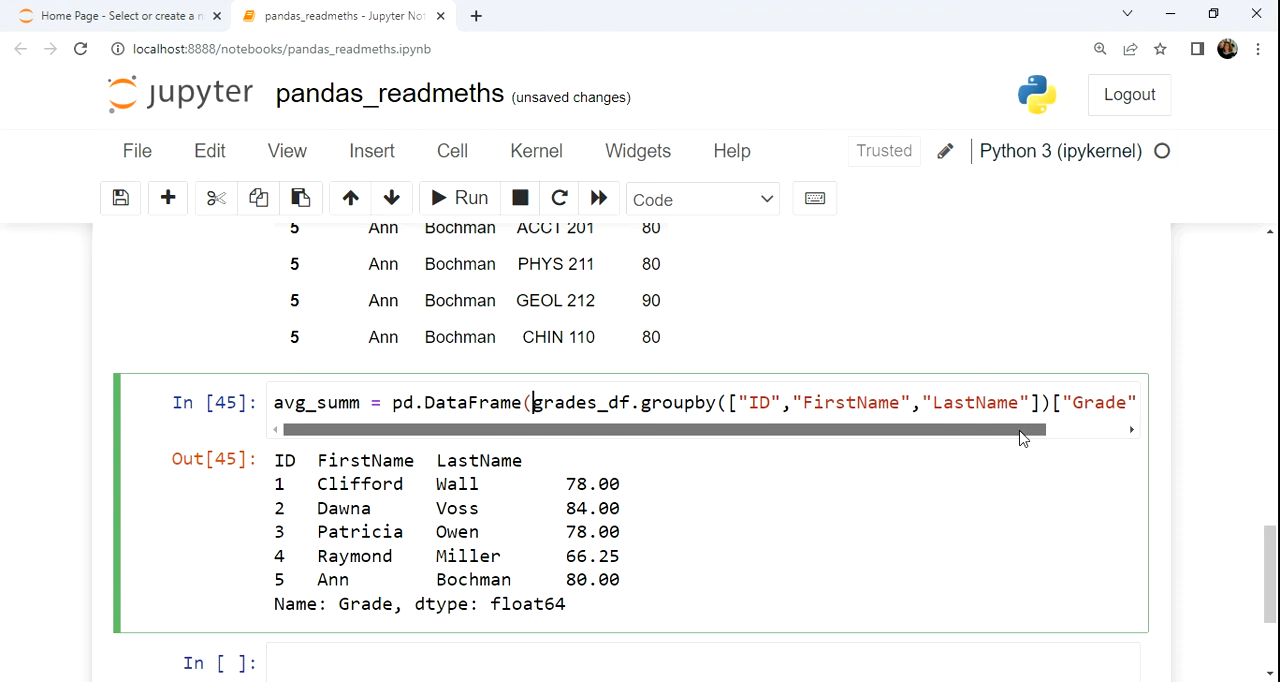 Home Page - Select or create a n
pandas_readmeths - Jupyter Not
localhost:8888/notebooks/pandas_readmeths.ipynb
jupyter pandas_readmeths (unsaved changes)
Logout
File Edit View Insert Cell Kernel Widgets Help Trusted Python 3 (ipykernel)
Run Code
5 Ann Bochman ACCT 201 80
5 Ann Bochman PHYS 211 80
5 Ann Bochman GEOL 212 90
5 Ann Bochman CHIN 110 80
In [45]: avg_summ = pd.DataFrame(grades_df.groupby(["ID","FirstName","LastName"])["Grade"
Out[45]: ID FirstName LastName
1 Clifford Wall 78.00
2 Dawna Voss 84.00
3 Patricia Owen 78.00
4 Raymond Miller 66.25
5 Ann Bochman 80.00
Name: Grade, dtype: float64
In [ ]: